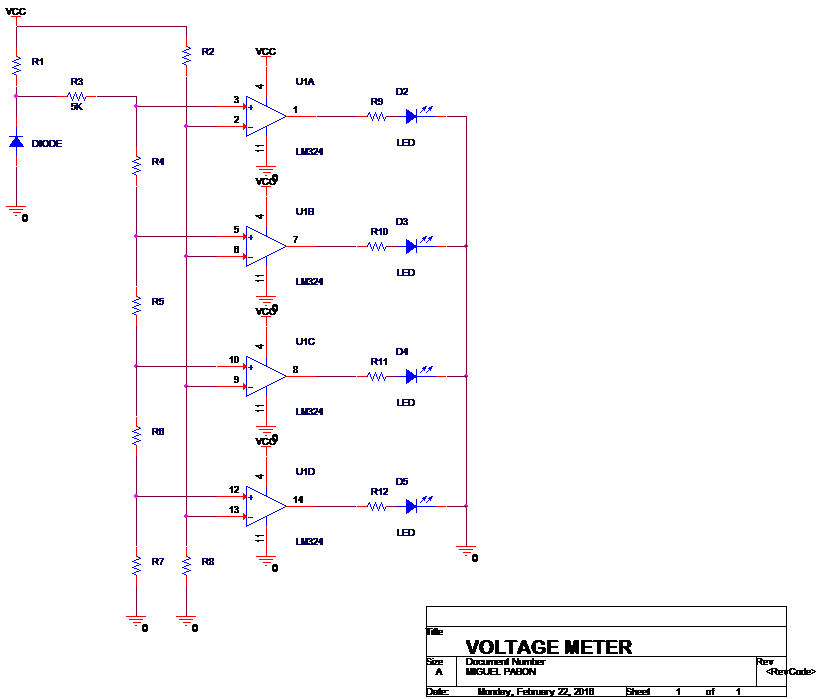 VCC
R1
R2
R3
5K
DIODE
0
VCC
4
U1A
3
+
2
-
1
11
LM324
0
R9
D2
LED
R4
VCC
4
U1B
5
+
6
-
7
11
LM324
0
R10
D3
LED
R5
VCC
4
U1C
10
+
9
-
8
11
LM324
0
R11
D4
LED
R6
VCC
4
U1D
12
+
13
-
14
11
LM324
0
R12
D5
LED
0
R7
R8
0
0
Title
VOLTAGE METER
Size
A
Document Number
MIGUEL PABON
Rev
<RevCode>
Date: Monday, February 22, 2016 Sheet 1 of 1